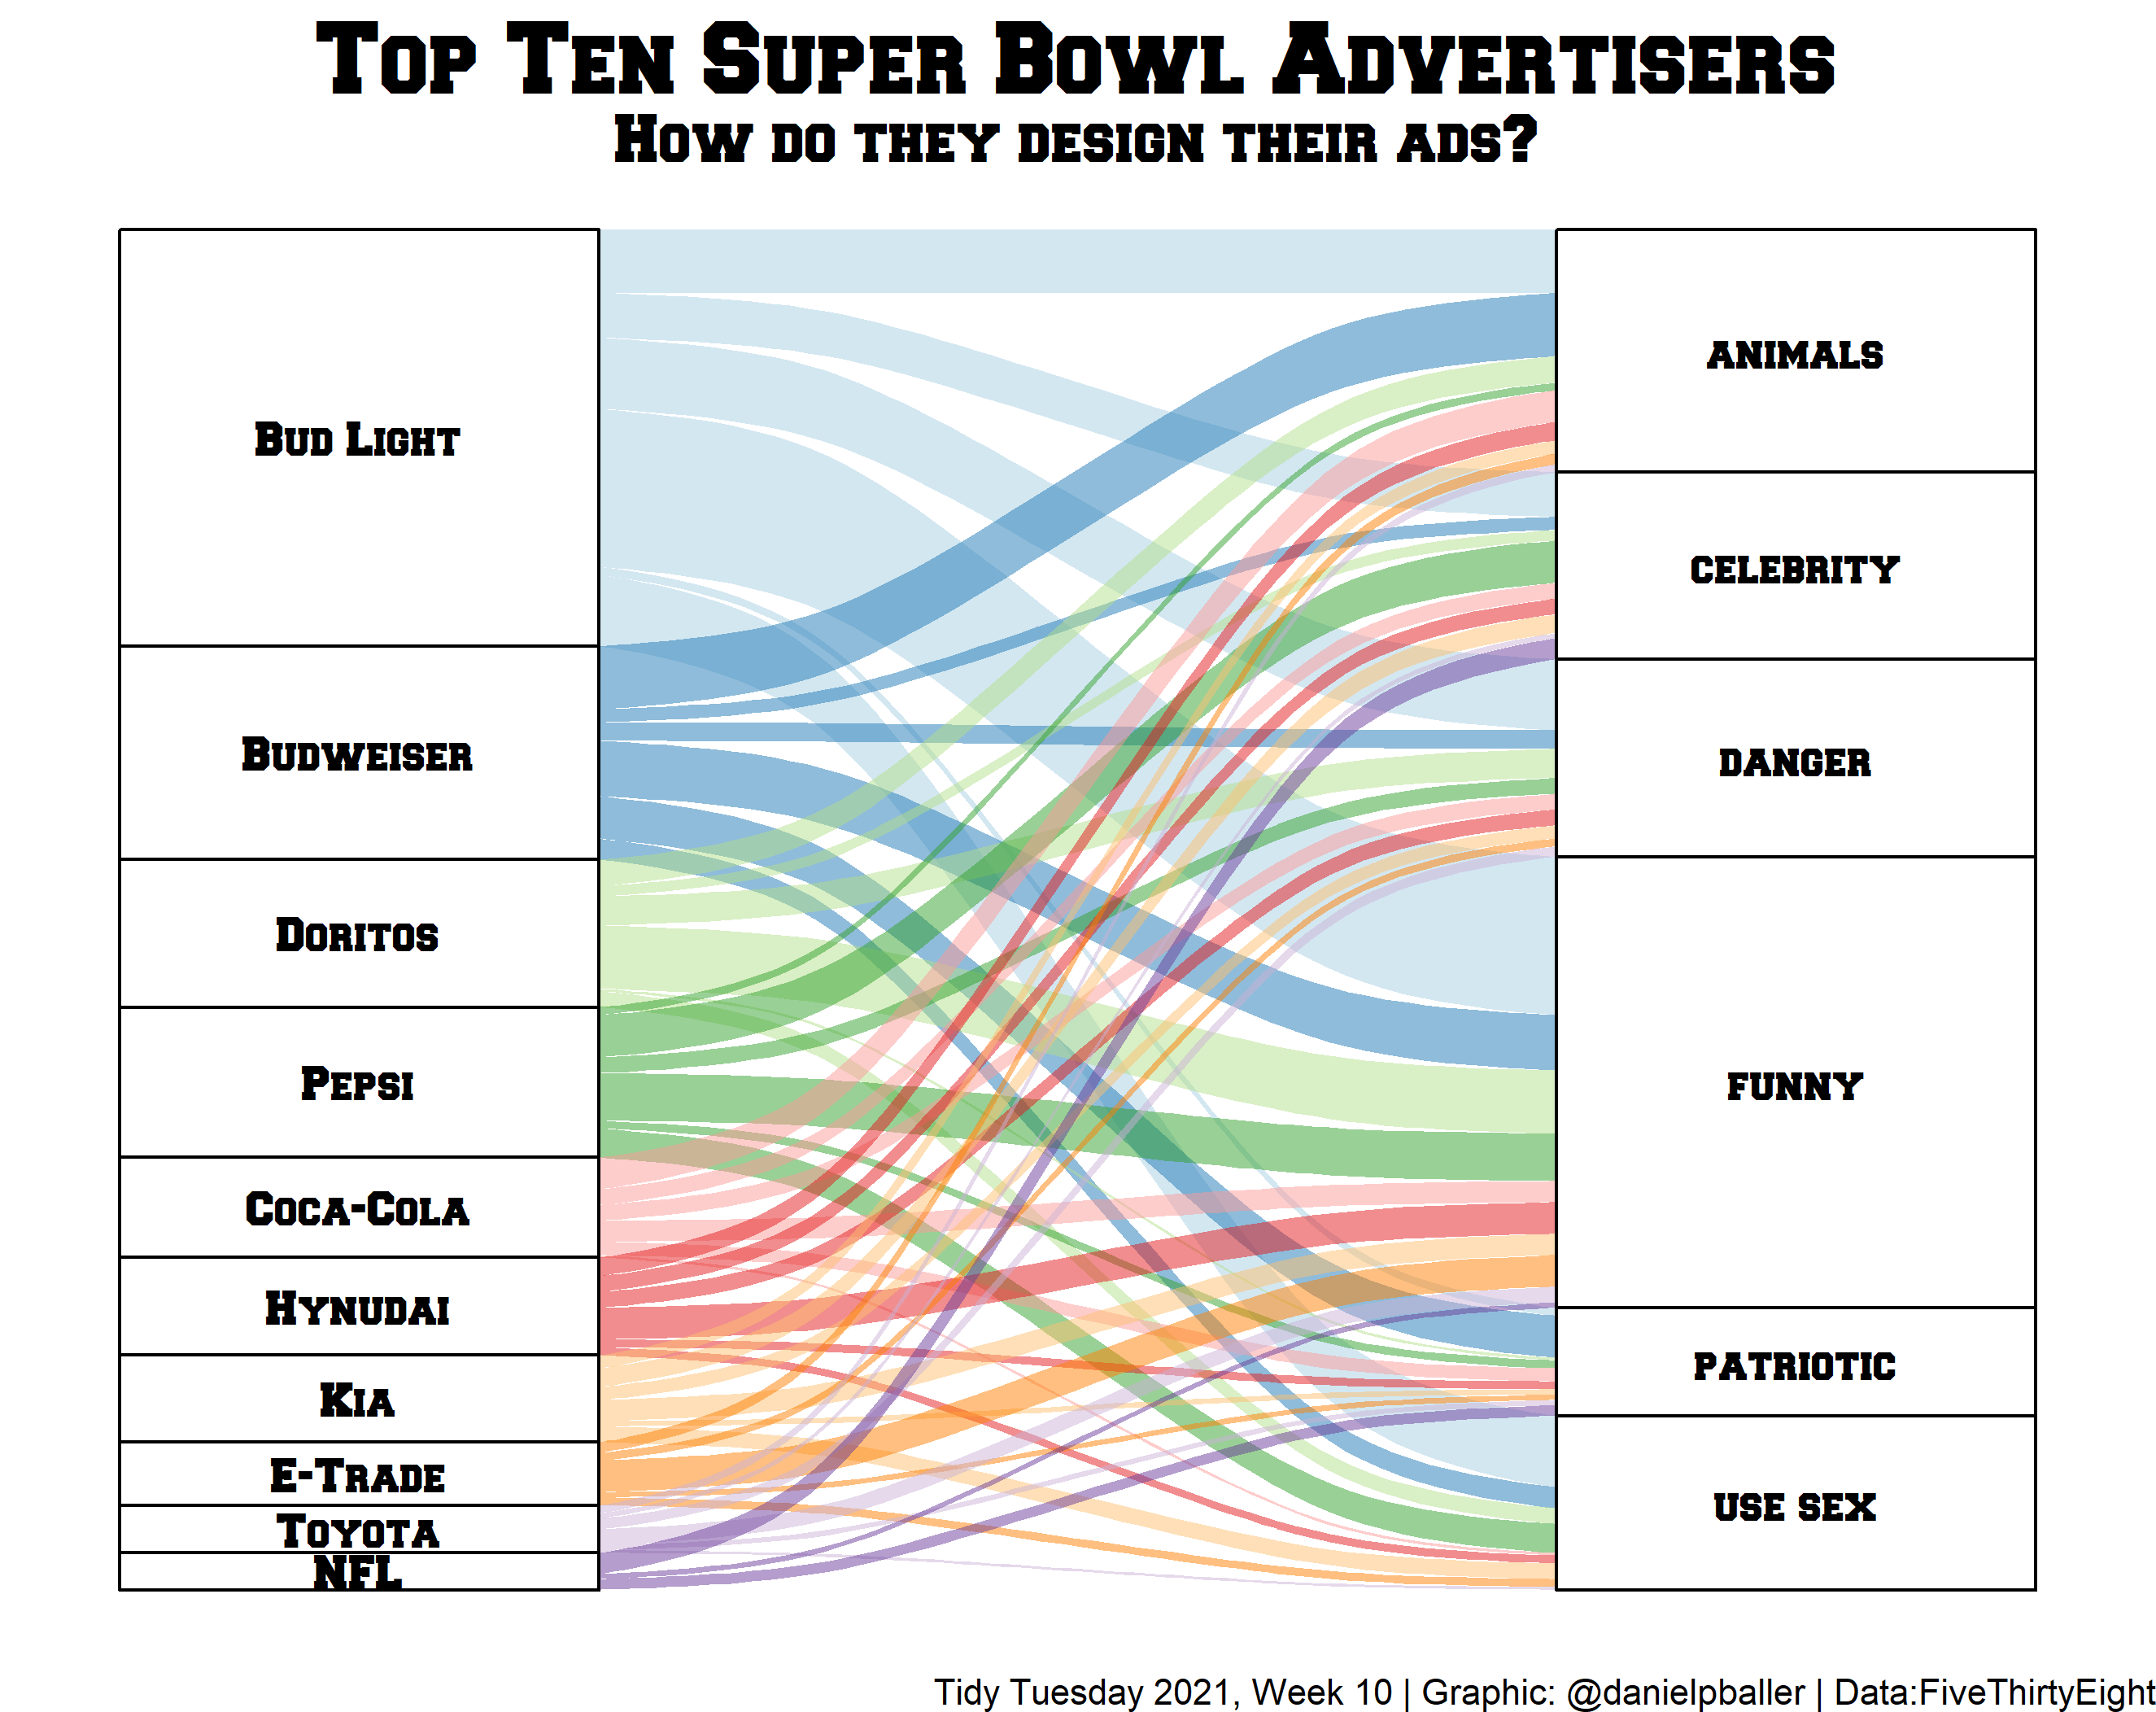 Top Ten Super Bowl Advertisers
How do they design their ads?
Bud Light
Budweiser
Doritos
Pepsi
Coca-Cola
Hynudai
Kia
E-Trade
Toyota
NFL
animals
celebrity
danger
funny
patriotic
use sex
Tidy Tuesday 2021, Week 10 | Graphic: @danielpballer | Data:FiveThirtyEight